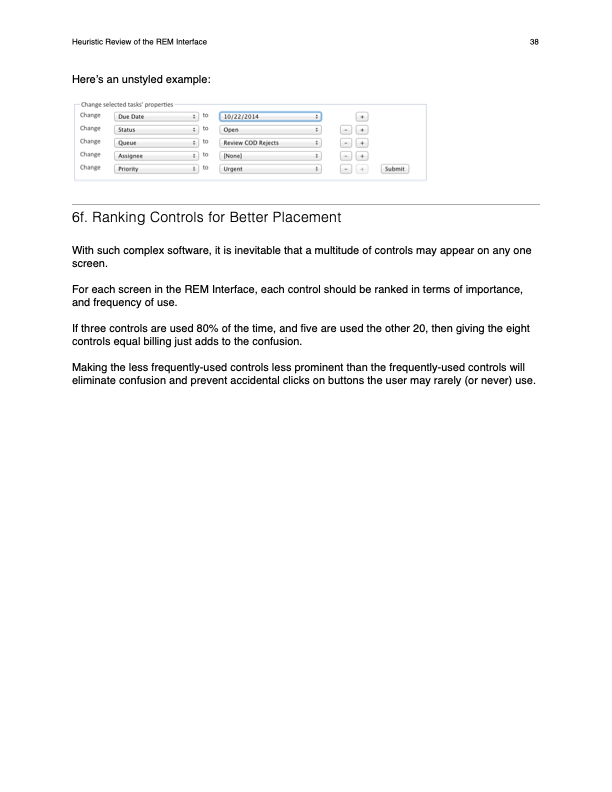 Heuristic Review of the REM Interface 38
Here's an unstyled example:
Change selected tasks' properties
Change Due Date to 10/22/2014 +
Change Status to Open - +
Change Queue to Review COD Rejects - +
Change Assignee to [None] - +
Change Priority to Urgent - + Submit
6f. Ranking Controls for Better Placement
With such complex software, it is inevitable that a multitude of controls may appear on any one
screen.
For each screen in the REM Interface, each control should be ranked in terms of importance,
and frequency of use.
If three controls are used 80% of the time, and five are used the other 20, then giving the eight
controls equal billing just adds to the confusion.
Making the less frequently-used controls less prominent than the frequently-used controls will
eliminate confusion and prevent accidental clicks on buttons the user may rarely (or never) use.